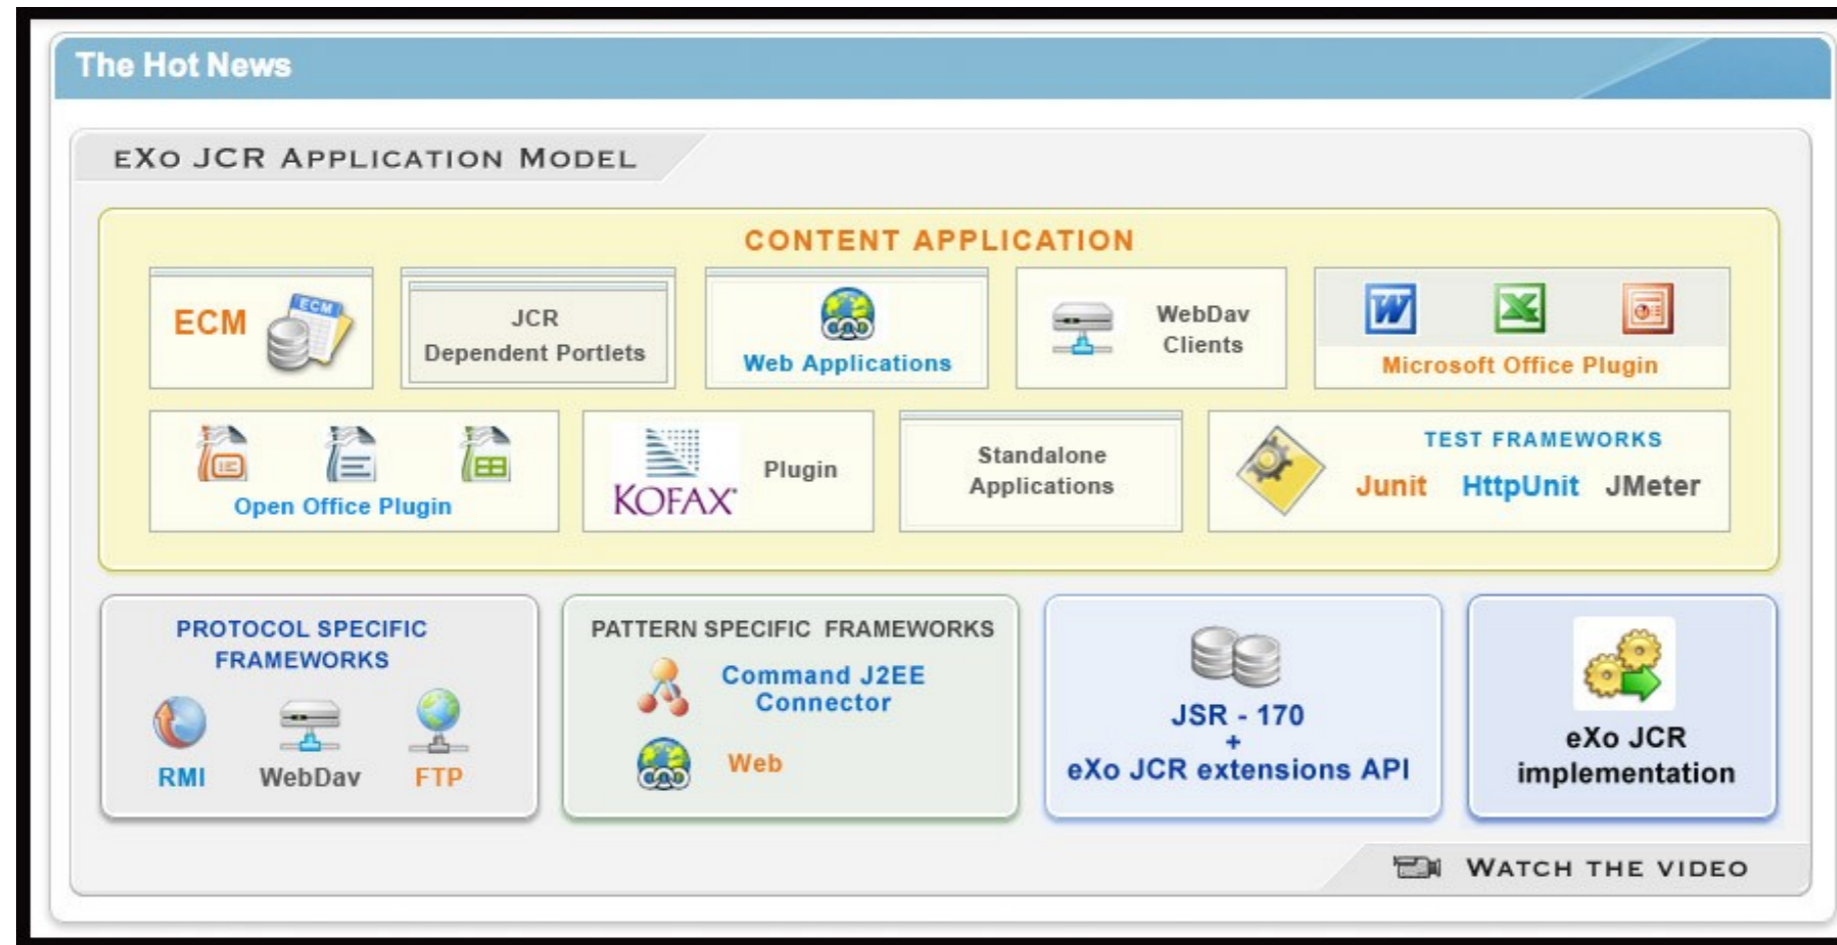 The Hot News
eXo JCR Application Model
CONTENT APPLICATION
ECM
ECM
JCR
Dependent Portlets
Web Applications
WebDav
Clients
W
X
Microsoft Office Plugin
Open Office Plugin
KOFAX
Plugin
Standalone
Applications
TEST FRAMEWORKS
Junit HttpUnit JMeter
PROTOCOL SPECIFIC
FRAMEWORKS
RMI WebDav FTP
PATTERN SPECIFIC FRAMEWORKS
Command J2EE
Connector
Web
JSR - 170
+
eXo JCR extensions API
eXo JCR
implementation
Watch the video